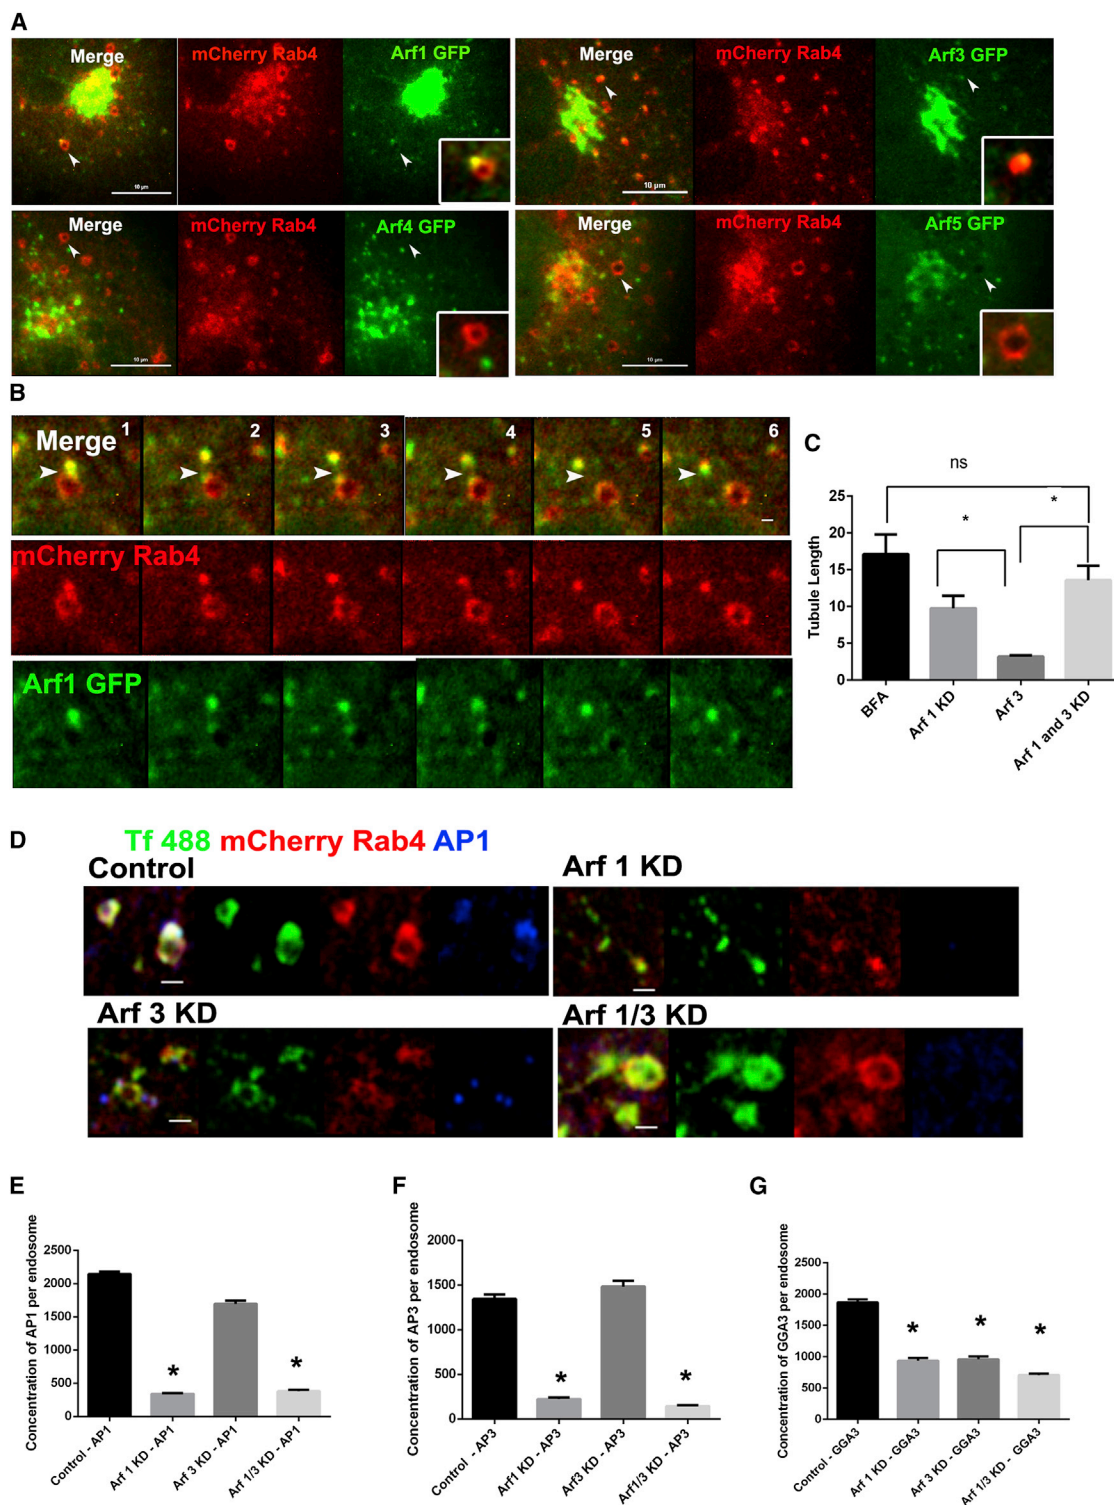 A
Merge
mCherry Rab4
Arf1 GFP
10 µm
Merge
mCherry Rab4
Arf3 GFP
10 µm
Merge
mCherry Rab4
Arf4 GFP
10 µm
Merge
mCherry Rab4
Arf5 GFP
B
Merge
1
2
3
4
5
6
mCherry Rab4
Arf1 GFP
C
ns
*
*
Tubule Length
25
20
15
10
5
0
BFA
Arf 1 KD
Arf 3
Arf 1 and 3 KD
D
Tf 488 mCherry Rab4 AP1
Control
Arf 1 KD
Arf 3 KD
Arf 1/3 KD
E
Concentration of AP1 per endosome
2500
2000
1500
1000
500
0
*
*
Control - AP1
Arf 1 KD - AP1
Arf 3 KD - AP1
Arf 1/3 KD - AP1
F
Concentration of AP3 per endosome
2000
1500
1000
500
0
*
*
Control - AP3
Arf1 KD - AP3
Arf3 KD - AP3
Arf1/3 KD - AP3
G
Concentration of GGA3 per endosome
2500
2000
1500
1000
500
0
*
*
*
Control - GGA3
Arf 1 KD - GGA3
Arf 3 KD - GGA3
Arf 1/3 KD - GGA3